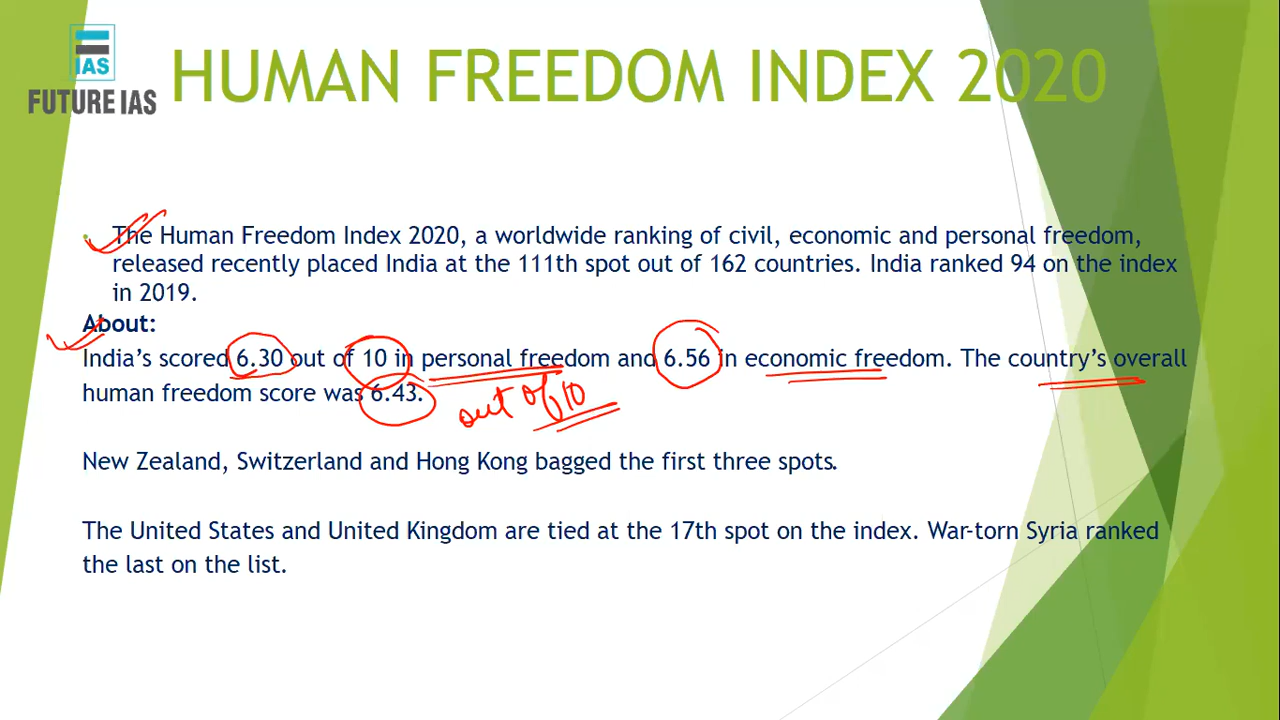 IAS
FUTURE IAS
HUMAN FREEDOM INDEX 2020
The Human Freedom Index 2020, a worldwide ranking of civil, economic and personal freedom,
released recently placed India at the 111th spot out of 162 countries. India ranked 94 on the index
in 2019.
About:
India's scored 6.30 out of 10 in personal freedom and 6.56 in economic freedom. The country's overall
human freedom score was 6.43.
out of 10
New Zealand, Switzerland and Hong Kong bagged the first three spots.
The United States and United Kingdom are tied at the 17th spot on the index. War-torn Syria ranked
the last on the list.